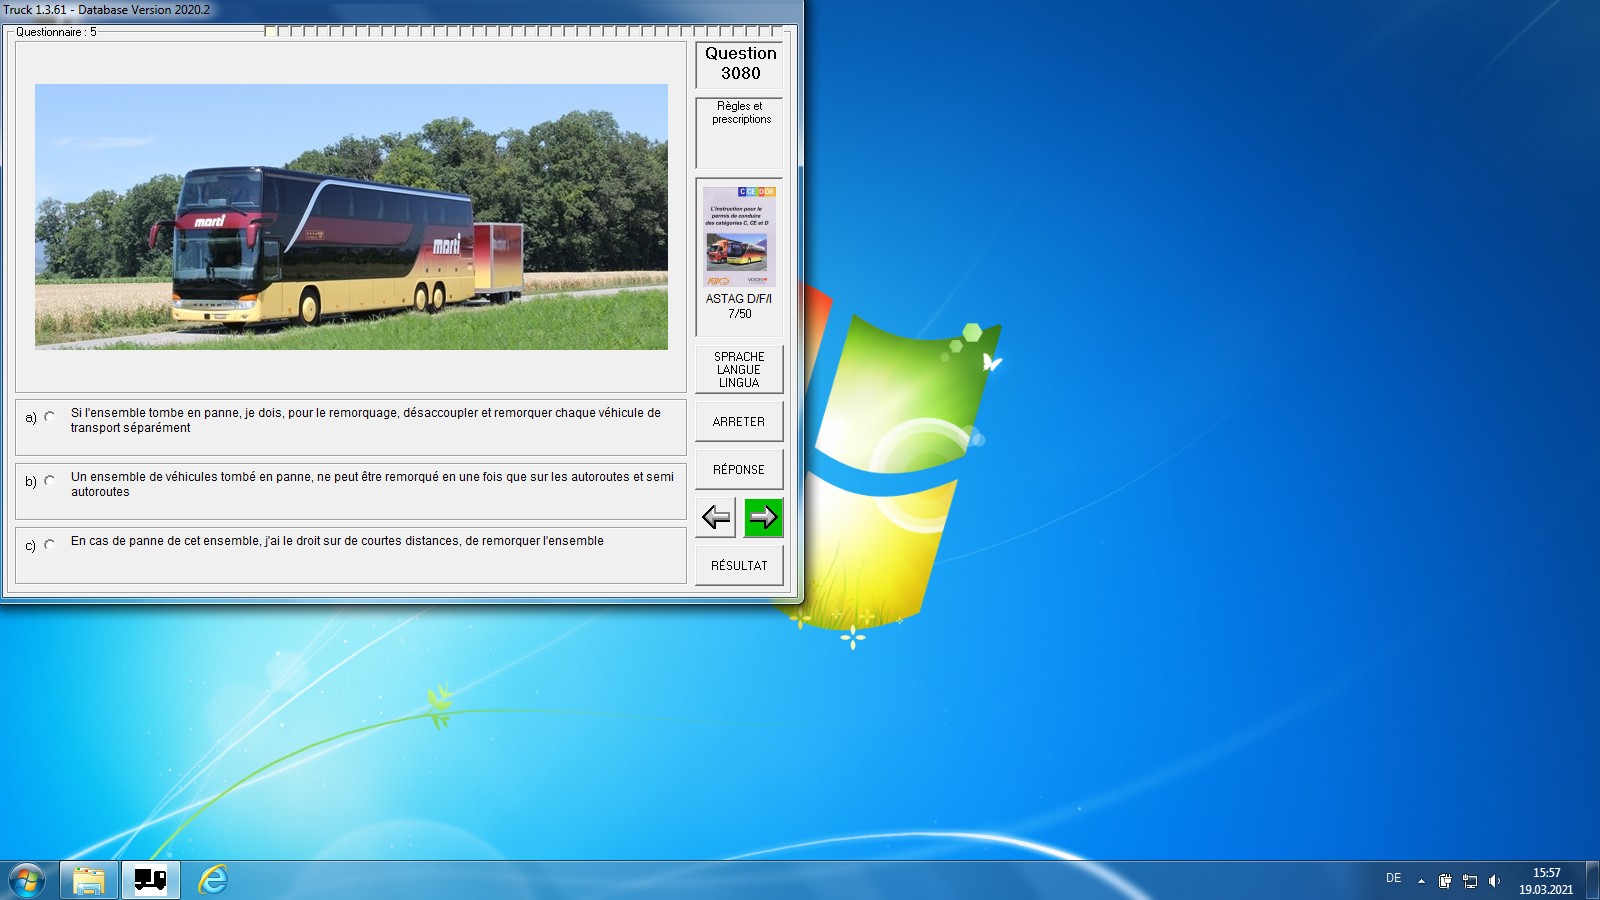 Truck 1.3.61 - Database Version 2020.2
Questionnaire : 5
Question
3080
Règles et
prescriptions
marti
marti
SETRA
C CE D DE
L'instruction pour le
permis de conduire
des catégories C, CE et D
ASTAG D/F/I
7/50
SPRACHE
LANGUE
LINGUA
a) Si l'ensemble tombe en panne, je dois, pour le remorquage, désaccoupler et remorquer chaque véhicule de
transport séparément
ARRETER
b) Un ensemble de véhicules tombé en panne, ne peut être remorqué en une fois que sur les autoroutes et semi
autoroutes
RÉPONSE
c) En cas de panne de cet ensemble, j'ai le droit sur de courtes distances, de remorquer l'ensemble
RÉSULTAT
DE
15:57
19.03.2021